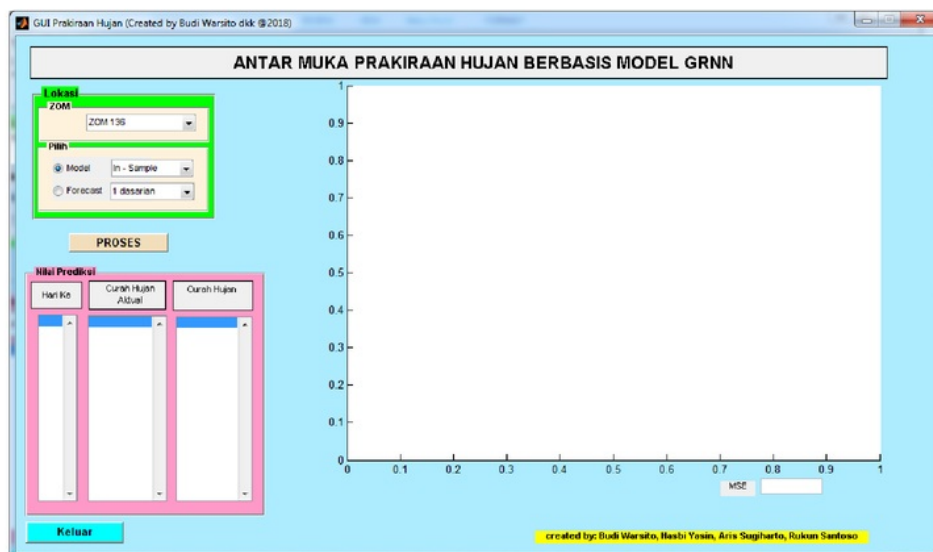 GUI Prakiraan Hujan (Created by Budi Warsito dkk @2018)
ANTAR MUKA PRAKIRAAN HUJAN BERBASIS MODEL GRNN
Lokasi
ZOM
ZOM 136
Pilih
Model
In - Sample
Forecast
1 dasarian
PROSES
Nilai Prediksi
Hari Ke
Curah Hujan
Aktual
Curah Hujan
Keluar
1
0.9
0.8
0.7
0.6
0.5
0.4
0.3
0.2
0.1
0
0 0.1 0.2 0.3 0.4 0.5 0.6 0.7 0.8 0.9 1
MSE
created by: Budi Warsito, Hasbi Yasin, Aris Sugiharto, Rukun Santoso